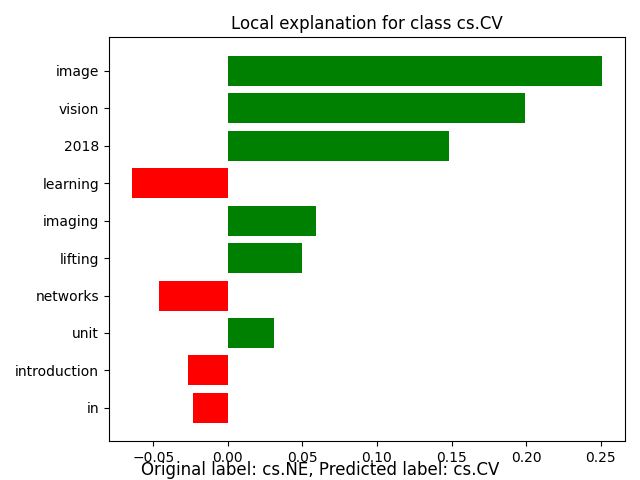 Local explanation for class cs.CV
image
vision
2018
learning
imaging
lifting
networks
unit
introduction
in
−0.05 0.00 0.05 0.10 0.15 0.20 0.25
Original label: cs.NE, Predicted label: cs.CV